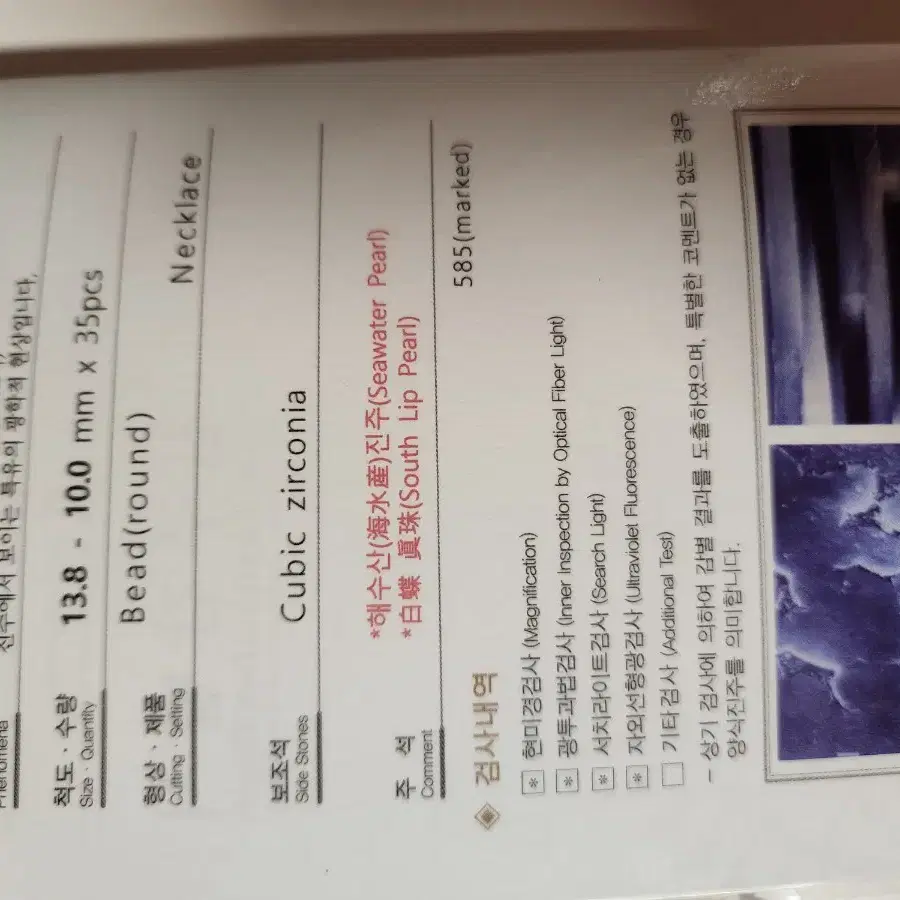 진주에서 보이는 특유의 광학적 현상입니다.
Phenomena
척도 · 수량 13.8 - 10.0 mm x 35pcs
Size · Quantity
형상 · 제품 Bead(round)
Cutting · Setting Necklace
보조석 Cubic zirconia
Side Stones
*해수산(海水産)진주(Seawater Pearl)
주 석 *白蝶 眞珠(South Lip Pearl)
Comment
585(marked)
검사내역
* 현미경검사 (Magnification)
* 광투과법검사 (Inner Inspection by Optical Fiber Light)
* 서치라이트검사 (Search Light)
* 자외선형광검사 (Ultraviolet Fluorescence)
기타검사 (Additional Test)
- 상기 검사에 의하여 감별 결과를 도출하였으며, 특별한 코멘트가 없는 경우
양식진주를 의미합니다.